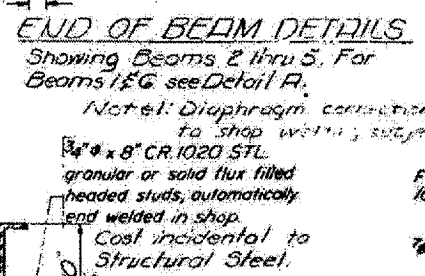 END OF BEAM DETAILS
Showing Beams 2 thru 5. For
Beams 1 & 6 see Detail A.
Note 1: Diaphragm connection
to shop
3/4" ϕ x 8" CR. 1020 STL.
granular or solid flux filled
headed studs, automatically
end welded in shop.
Cost incidental to
Structural Steel.